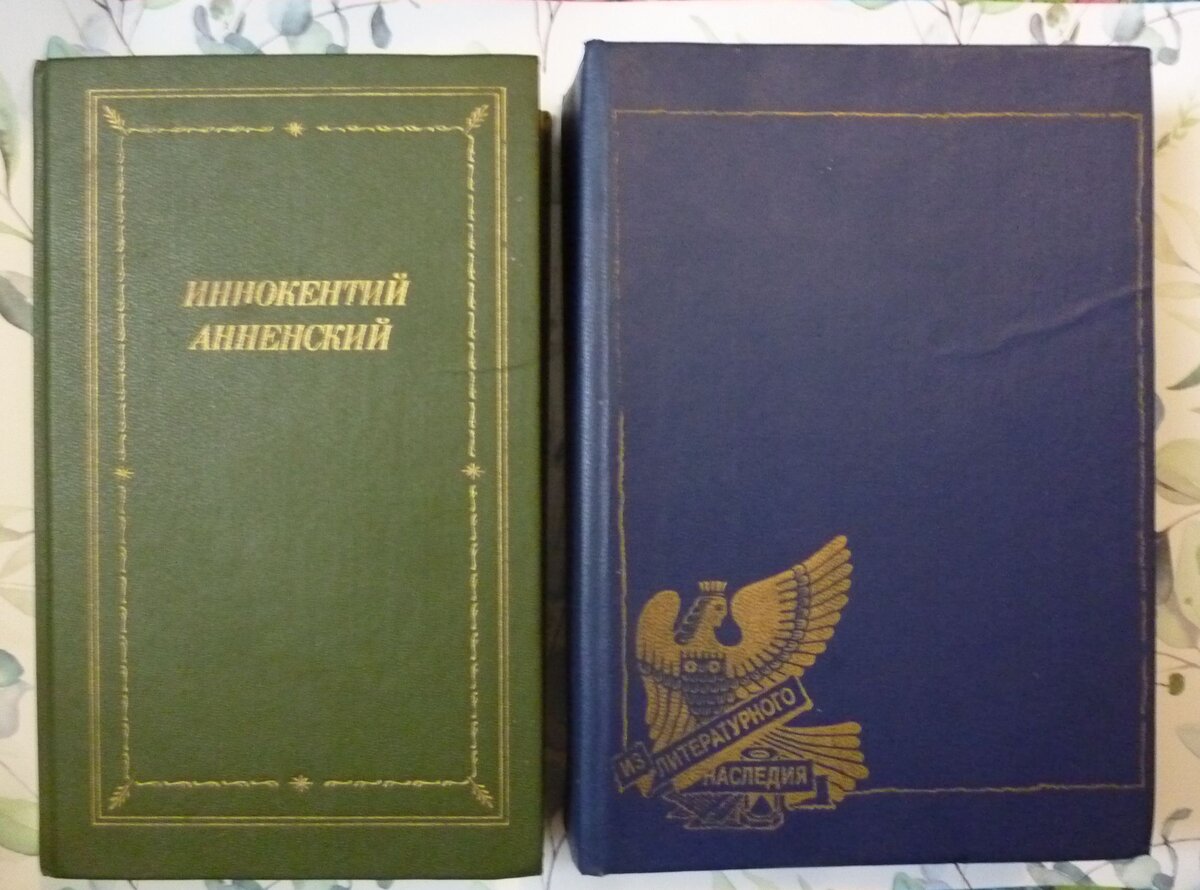 ИННОКЕНТИЙ
АННЕНСКИЙ
ИЗ
ЛИТЕРАТУРНОГО
НАСЛЕДИЯ